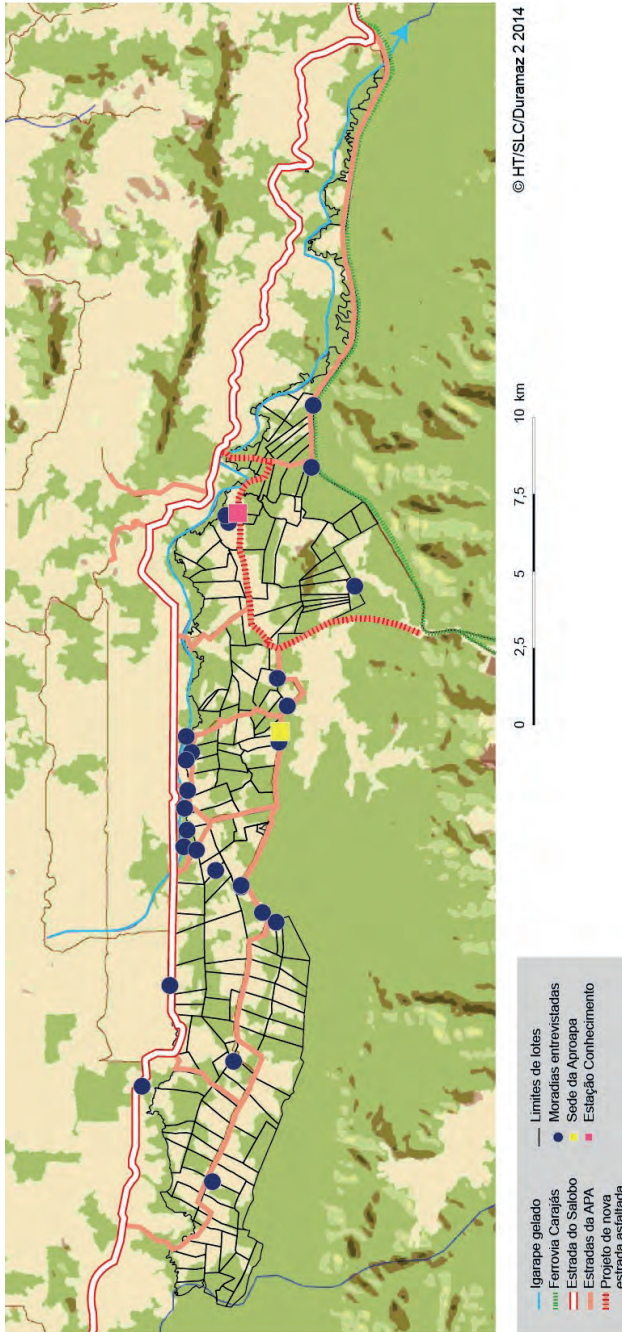 © HT/SLC/Duramaz 2 2014
0 2,5 5 7,5 10 km
Igarape gelado
Ferrovia Carajás
Estrada do Salobo
Estradas da APA
Projeto de nova
estrada asfaltada
Limites de lotes
Moradias entrevistadas
Sede da Aproapa
Estação Conhecimento